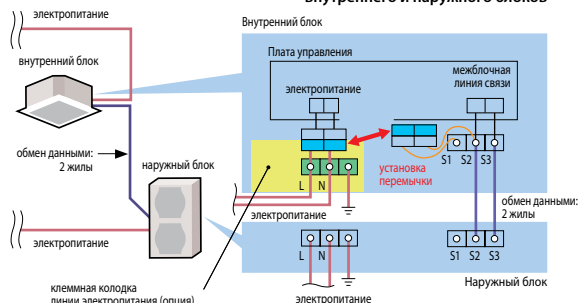 внутреннего и наружного блоков
электропитание
Внутренний блок
Плата управления
внутренний блок
межблочная
линия связи
электропитание
S1 S2 S3
обмен данными:
2 жилы
наружный блок
установка
перемычки
L N
обмен данными:
2 жилы
электропитание
электропитание
L N
S1 S2 S3
Наружный блок
клеммная колодка
линии электропитания (опция)
электропитание